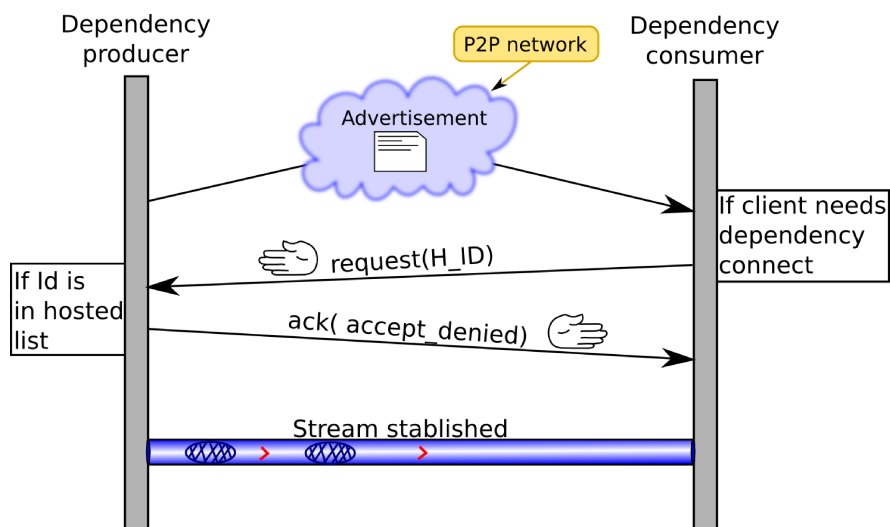 Dependency
producer
P2P network
Dependency
consumer
Advertisement
If client needs
dependency
connect
request(H_ID)
If Id is
in hosted
list
ack( accept_denied)
Stream stablished